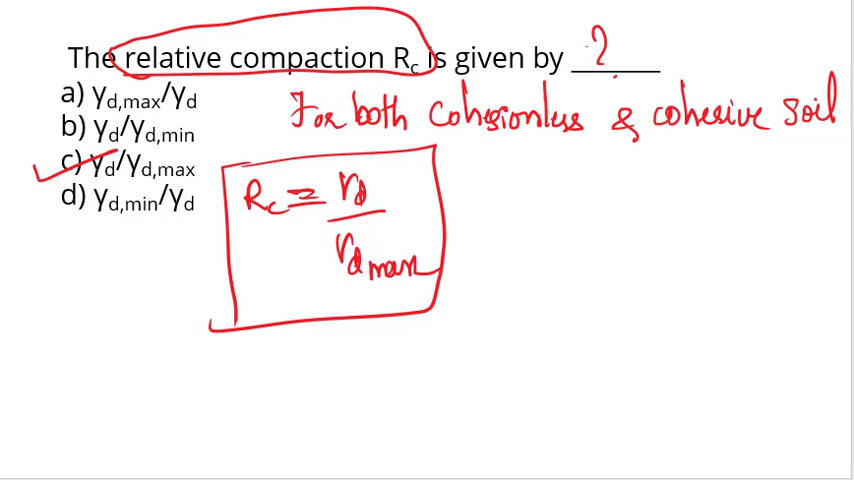 The relative compaction Rc is given by ______ ?
a) γd,max/γd
For both cohesionless & cohesive soil
b) γd/γd,min
c) γd/γd,max
d) γd,min/γd
Rc = γd
γd max